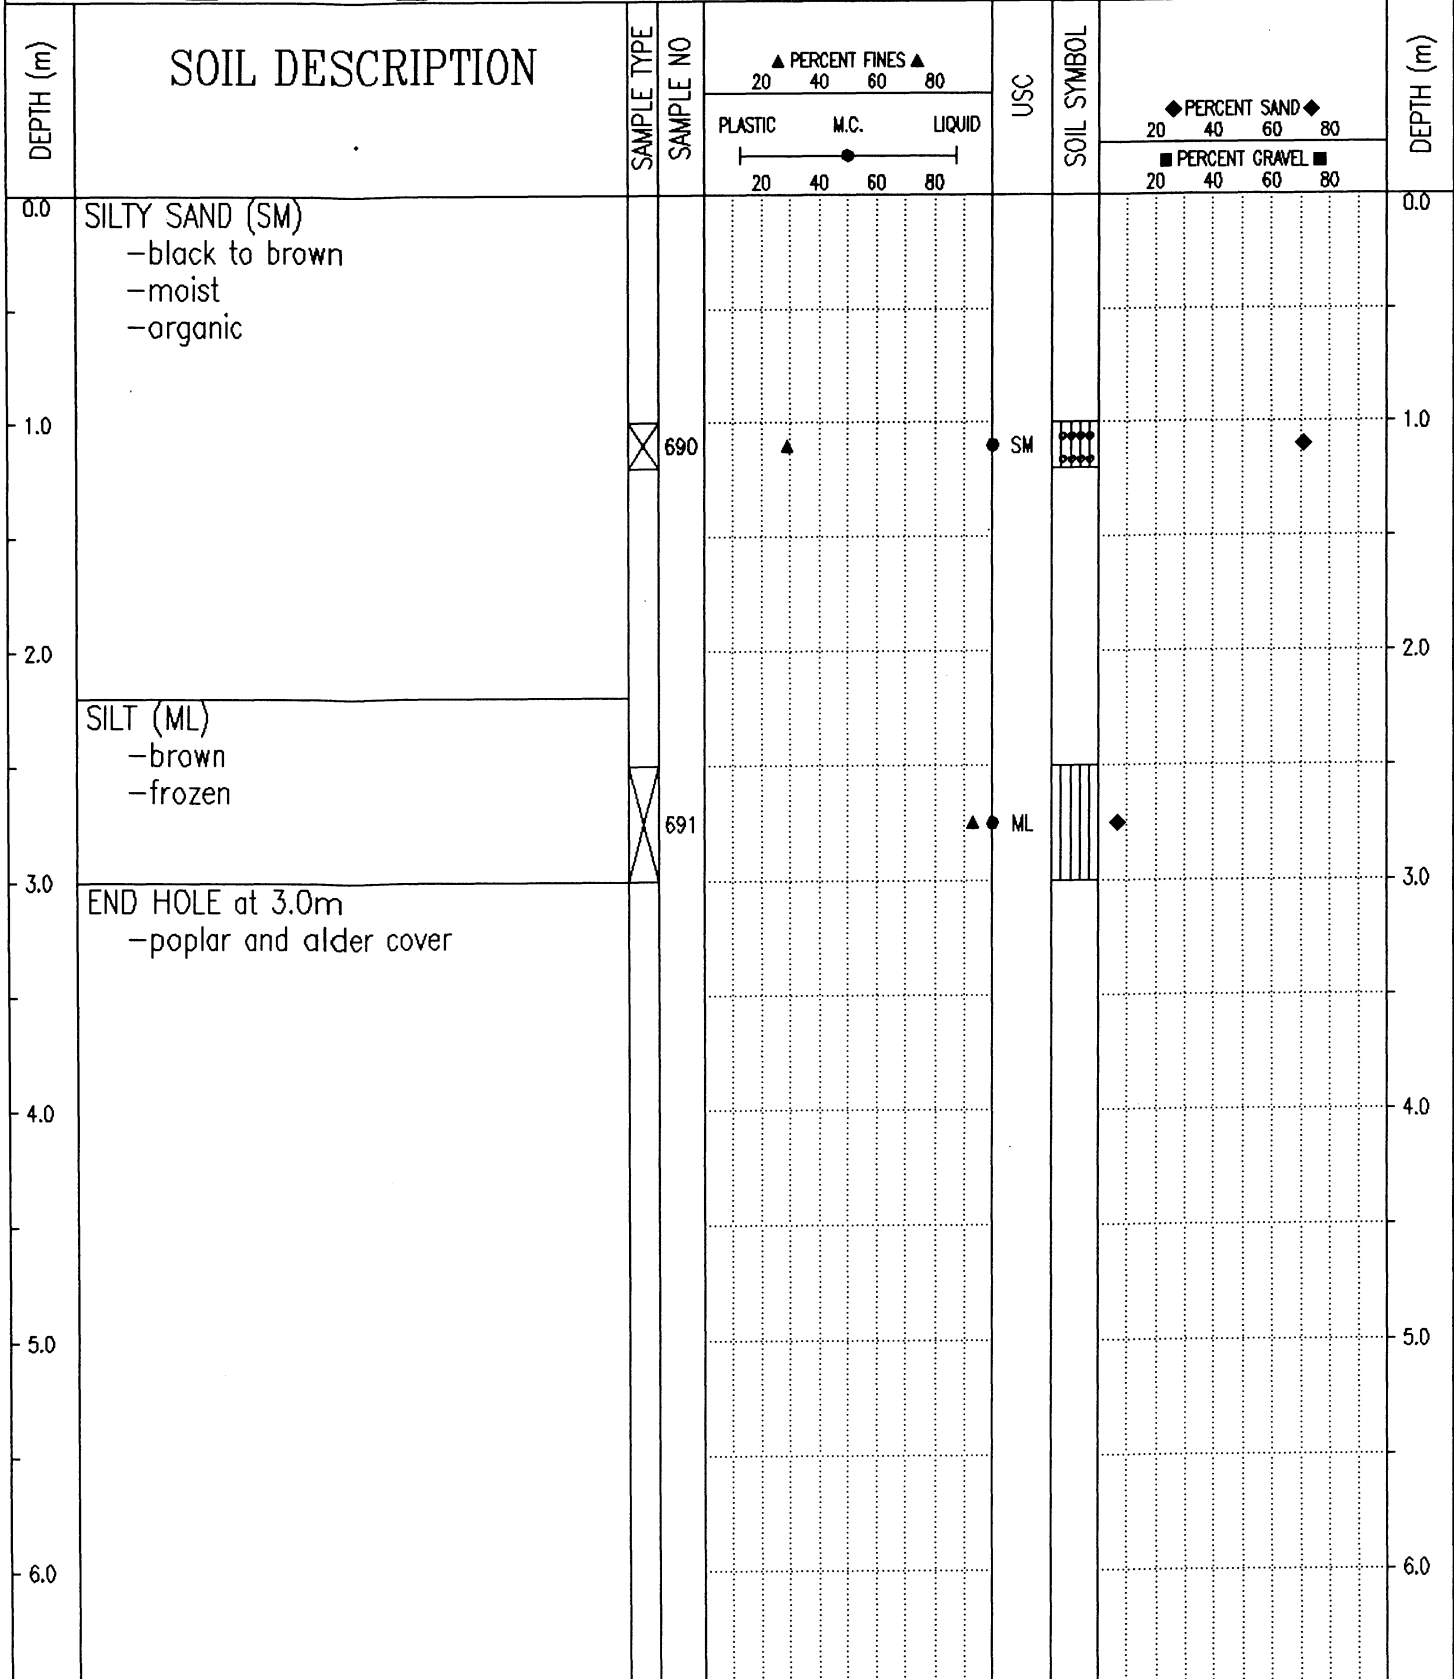 DEPTH (m)
SOIL DESCRIPTION
SAMPLE TYPE
SAMPLE NO
▲ PERCENT FINES ▲
20 40 60 80
PLASTIC M.C. LIQUID
20 40 60 80
USC
SOIL SYMBOL
◆ PERCENT SAND ◆
20 40 60 80
■ PERCENT GRAVEL ■
20 40 60 80
DEPTH (m)
0.0
SILTY SAND (SM)
-black to brown
-moist
-organic
0.0
1.0
690
SM
1.0
2.0
2.0
SILT (ML)
-brown
-frozen
691
ML
3.0
3.0
END HOLE at 3.0m
-poplar and alder cover
4.0
4.0
5.0
5.0
6.0
6.0